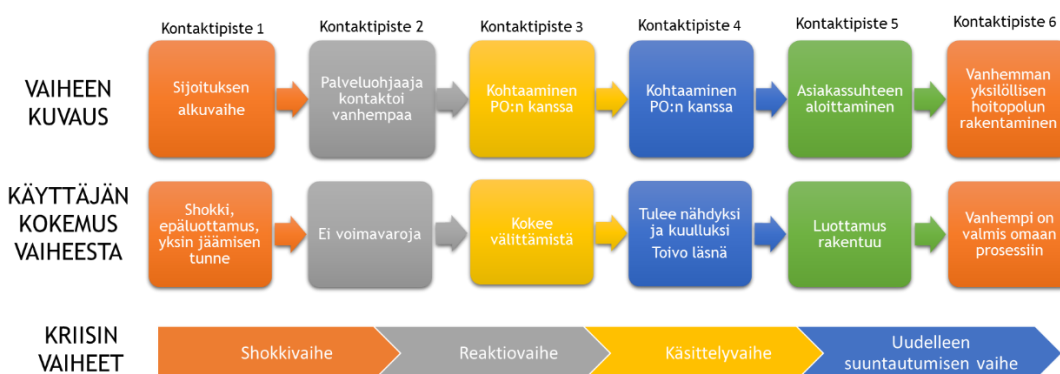 Kontaktipiste 1
Kontaktipiste 2
Kontaktipiste 3
Kontaktipiste 4
Kontaktipiste 5
Kontaktipiste 6
VAIHEEN
KUVAUS
Sijoituksen
alkuvaihe
Palveluohjaaja
kontaktoi
vanhempaa
Kohtaaminen
PO:n kanssa
Kohtaaminen
PO:n kanssa
Asiakassuhteen
aloittaminen
Vanhemman
yksilöllisen
hoitopolun
rakentaminen
KÄYTTÄJÄN
KOKEMUS
VAIHEESTA
Shokki,
epäluottamus,
yksin jäämisen
tunne
Ei voimavaroja
Kokee
välittämistä
Tulee nähdyksi
ja kuulluksi
Toivo läsnä
Luottamus
rakentuu
Vanhempi on
valmis omaan
prosessiin
KRIISIN
VAIHEET
Shokkivaihe
Reaktiovaihe
Käsittelyvaihe
Uudelleen
suuntautumisen vaihe